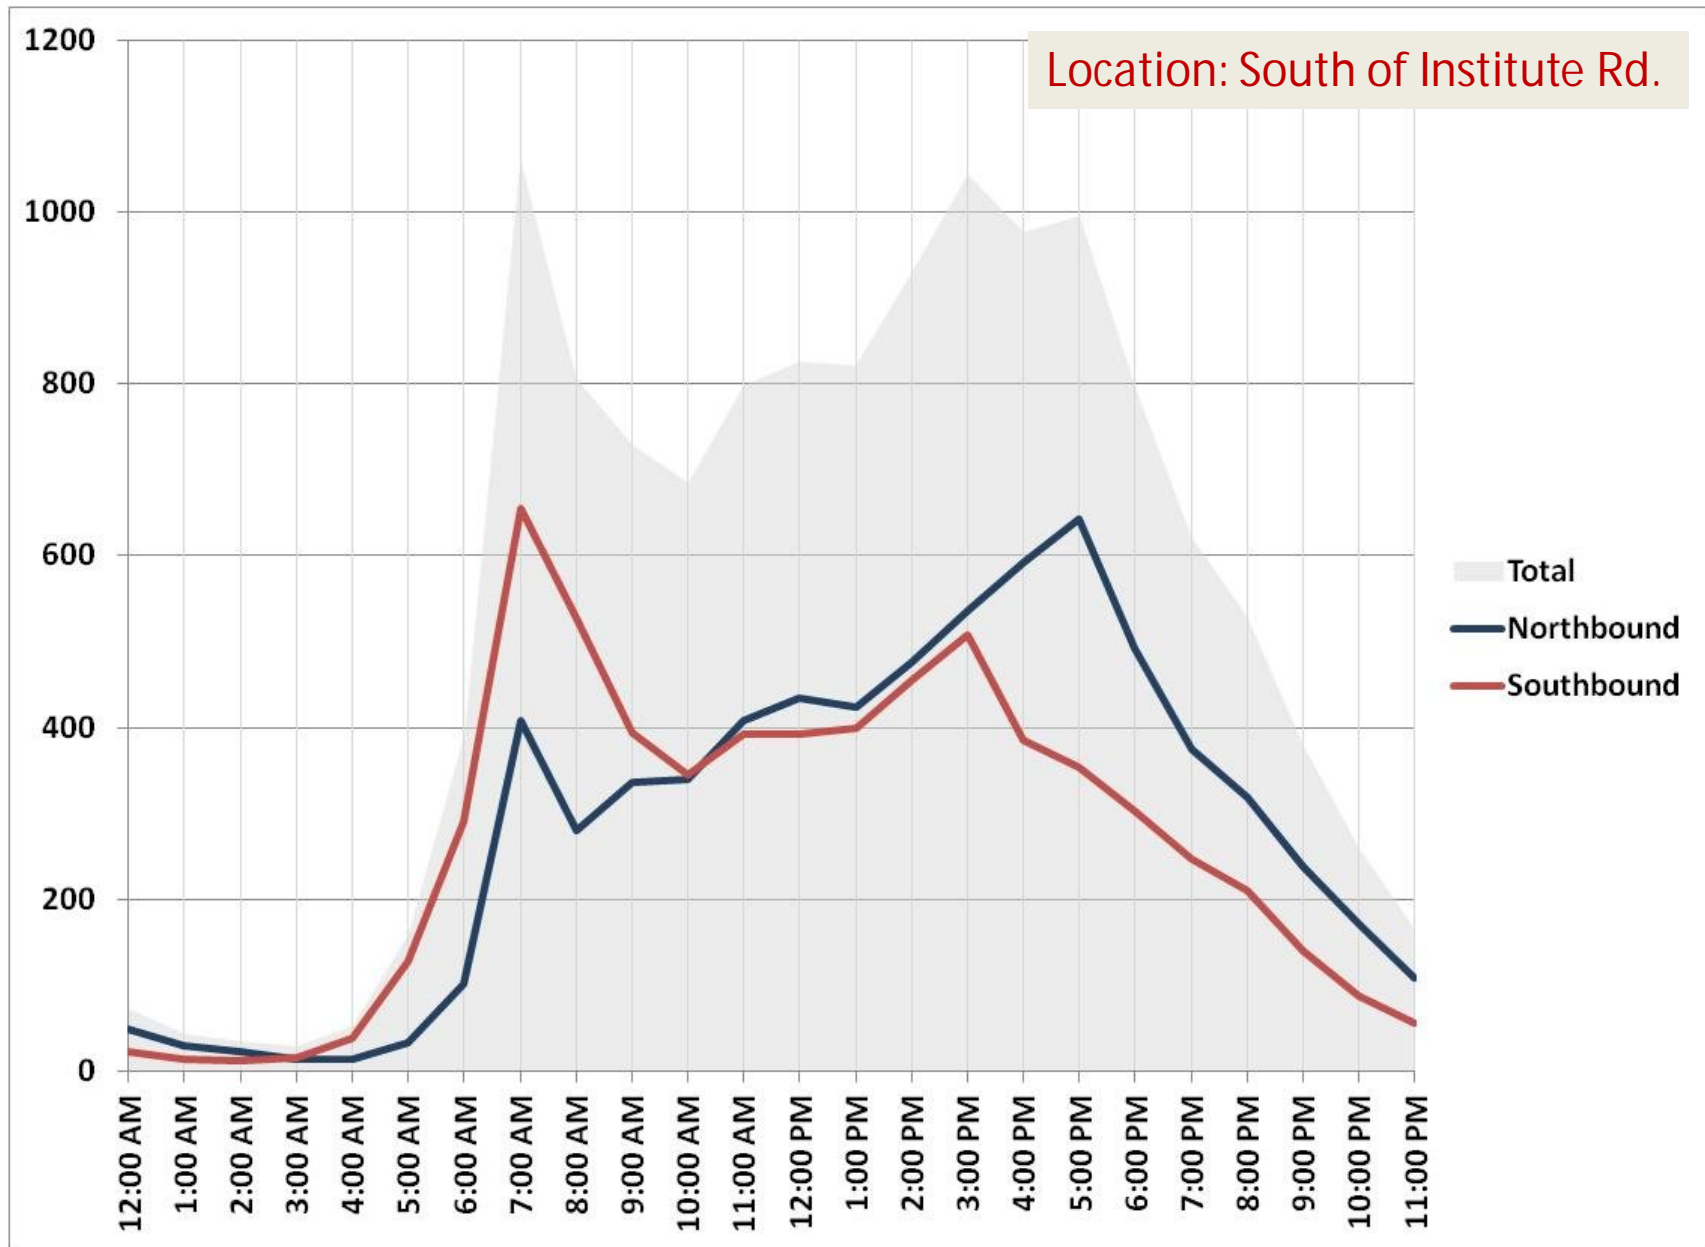 Location: South of Institute Rd.
1200
1000
800
600
400
200
0
12:00 AM
1:00 AM
2:00 AM
3:00 AM
4:00 AM
5:00 AM
6:00 AM
7:00 AM
8:00 AM
9:00 AM
10:00 AM
11:00 AM
12:00 PM
1:00 PM
2:00 PM
3:00 PM
4:00 PM
5:00 PM
6:00 PM
7:00 PM
8:00 PM
9:00 PM
10:00 PM
11:00 PM
Total
Northbound
Southbound